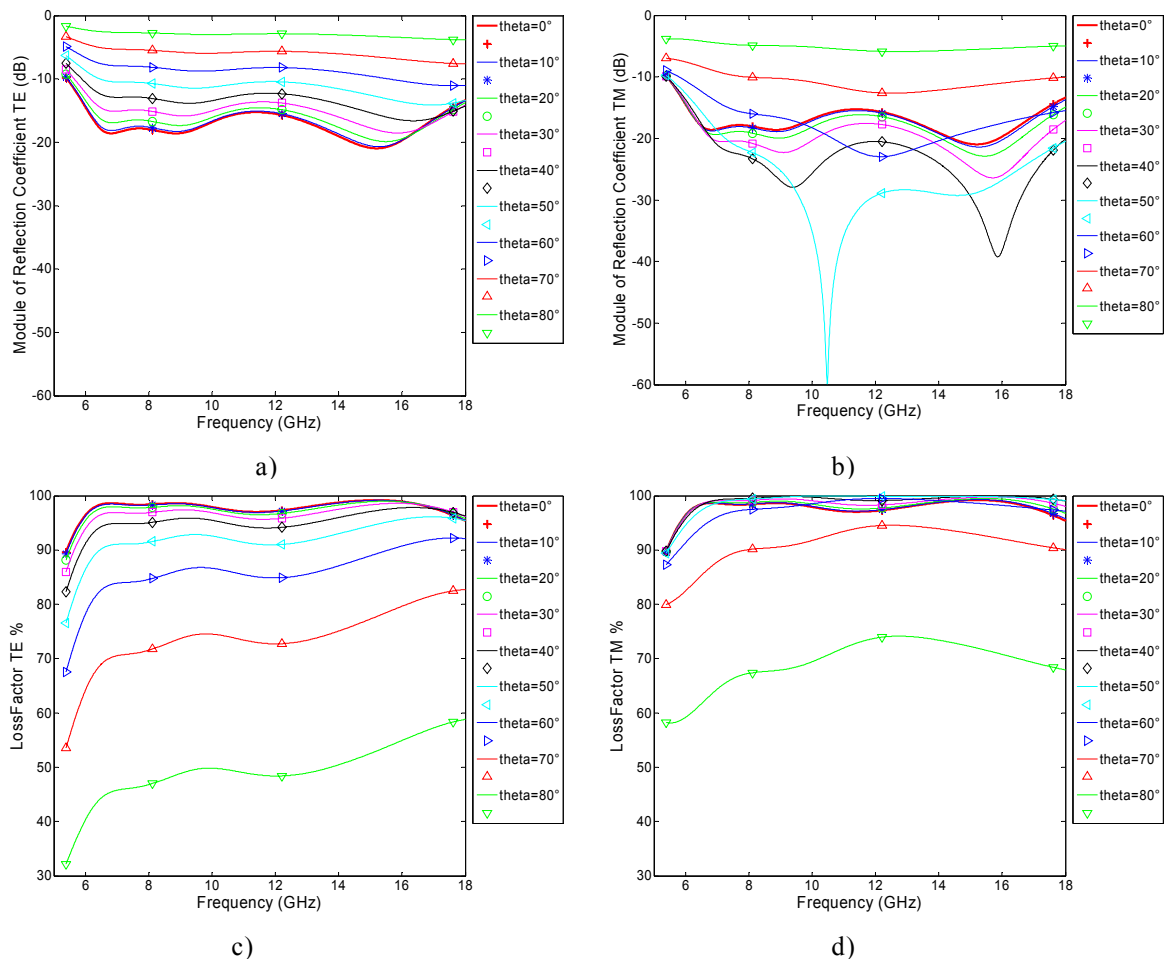 Module of Reflection Coefficient TE (dB)
0
-10
-20
-30
-40
-50
-60
6 8 10 12 14 16 18
Frequency (GHz)
theta=0°
theta=10°
theta=20°
theta=30°
theta=40°
theta=50°
theta=60°
theta=70°
theta=80°
a)
Module of Reflection Coefficient TM (dB)
0
-10
-20
-30
-40
-50
-60
6 8 10 12 14 16 18
Frequency (GHz)
theta=0°
theta=10°
theta=20°
theta=30°
theta=40°
theta=50°
theta=60°
theta=70°
theta=80°
b)
LossFactor TE %
100
90
80
70
60
50
40
30
6 8 10 12 14 16 18
Frequency (GHz)
theta=0°
theta=10°
theta=20°
theta=30°
theta=40°
theta=50°
theta=60°
theta=70°
theta=80°
c)
LossFactor TM %
100
90
80
70
60
50
40
30
6 8 10 12 14 16 18
Frequency (GHz)
theta=0°
theta=10°
theta=20°
theta=30°
theta=40°
theta=50°
theta=60°
theta=70°
theta=80°
d)